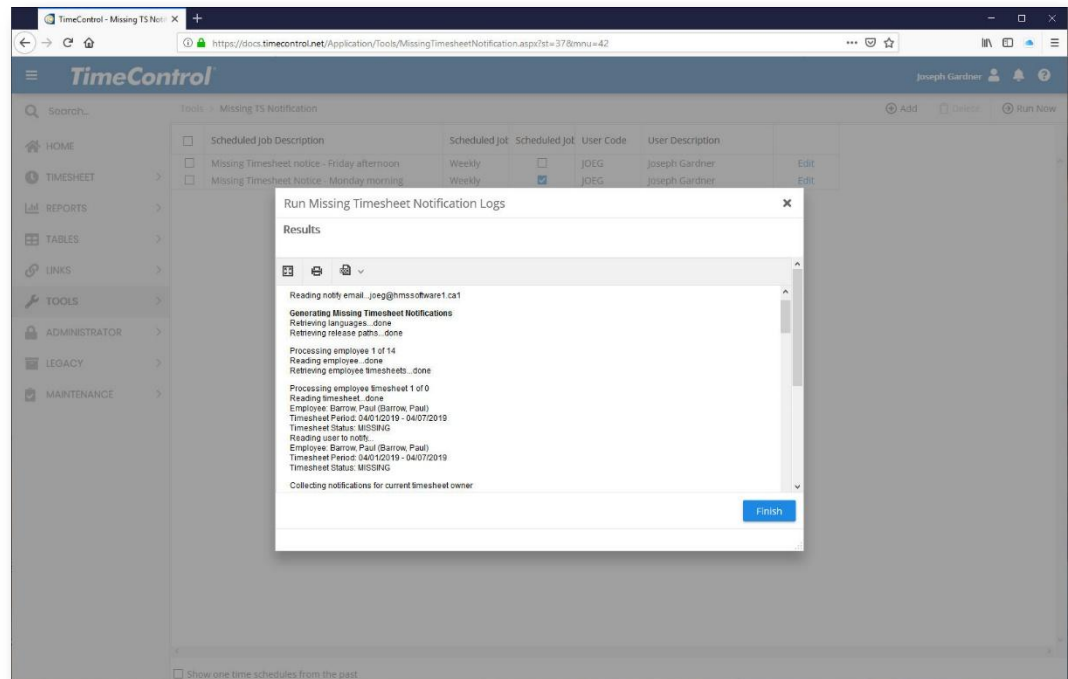 TimeControl - Missing TS Noti
https://docs.timecontrol.net/Application/Tools/MissingTimesheetNotification.aspx?st=37&mnu=42
TimeControl
Joseph Gardner
Search...
Tools > Missing TS Notification
Add
Delete
Run Now
HOME
TIMESHEET
REPORTS
TABLES
LINKS
TOOLS
ADMINISTRATOR
LEGACY
MAINTENANCE
Scheduled Job Description Scheduled Jot Scheduled Jot User Code User Description
Missing Timesheet notice - Friday afternoon Weekly JOEG Joseph Gardner Edit
Missing Timesheet Notice - Monday morning Weekly JOEG Joseph Gardner Edit
Run Missing Timesheet Notification Logs
Results
Reading notify email...joeg@hmssoftware1.ca1
Generating Missing Timesheet Notifications
Retrieving languages...done
Retrieving release paths...done
Processing employee 1 of 14
Reading employee...done
Retrieving employee timesheets...done
Processing employee timesheet 1 of 0
Reading timesheet...done
Employee: Barrow, Paul (Barrow, Paul)
Timesheet Period: 04/01/2019 - 04/07/2019
Timesheet Status: MISSING
Reading user to notify...
Employee: Barrow, Paul (Barrow, Paul)
Timesheet Period: 04/01/2019 - 04/07/2019
Timesheet Status: MISSING
Collecting notifications for current timesheet owner
Finish
Show one time schedules from the past